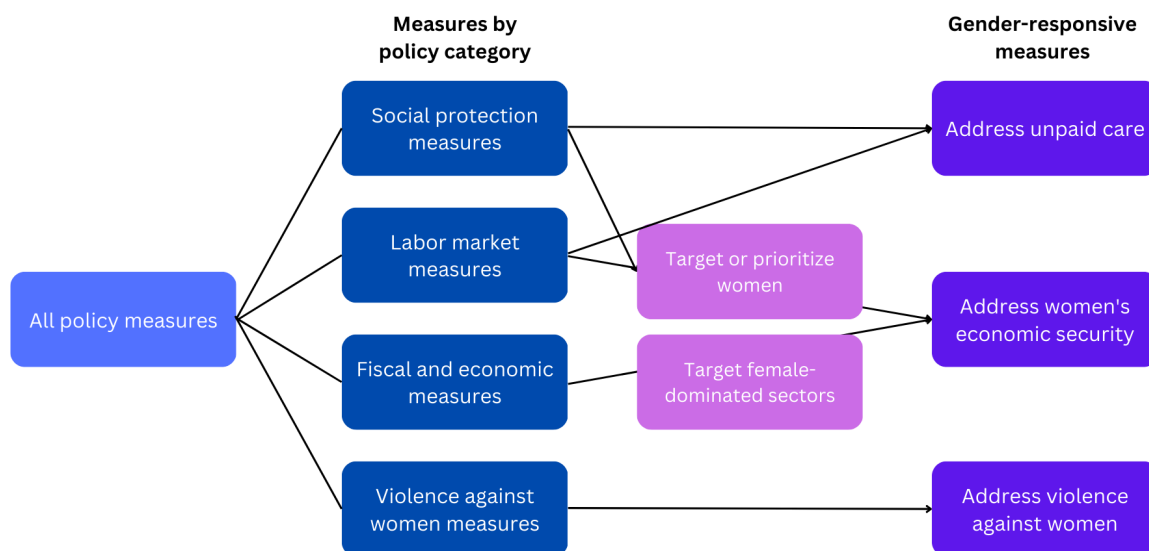 Measures by
policy category
Gender-responsive
measures
Social protection
measures
Address unpaid care
Labor market
measures
Target or prioritize
women
All policy measures
Address women's
economic security
Fiscal and economic
measures
Target female-
dominated sectors
Violence against
women measures
Address violence
against women